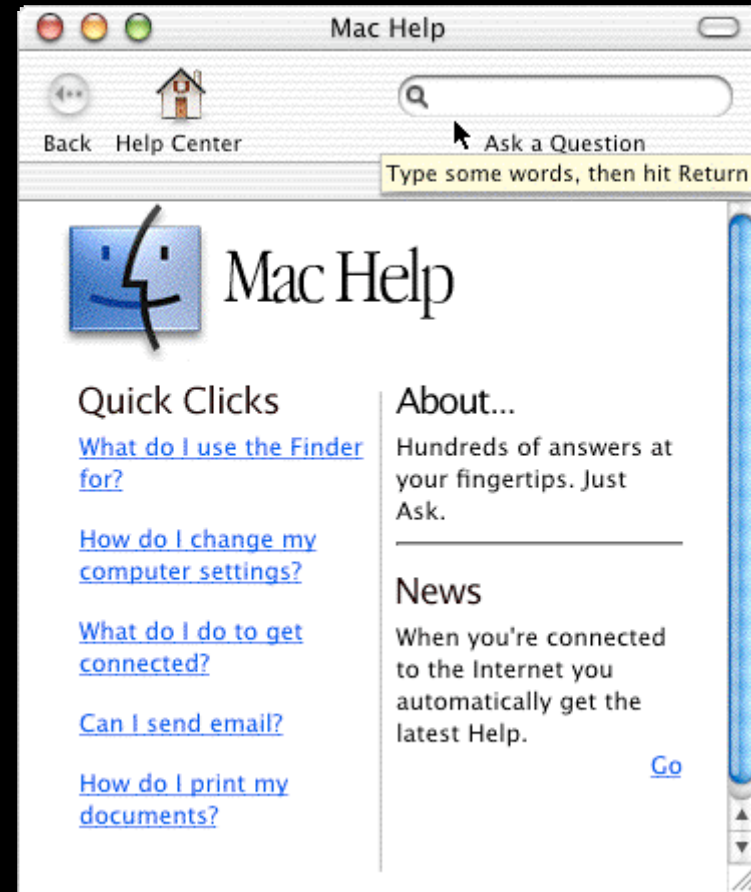 Mac Help
Back Help Center Ask a Question
Type some words, then hit Return
Mac Help
Quick Clicks
What do I use the Finder
for?
How do I change my
computer settings?
What do I do to get
connected?
Can I send email?
How do I print my
documents?
About...
Hundreds of answers at
your fingertips. Just
Ask.
News
When you're connected
to the Internet you
automatically get the
latest Help.
Go